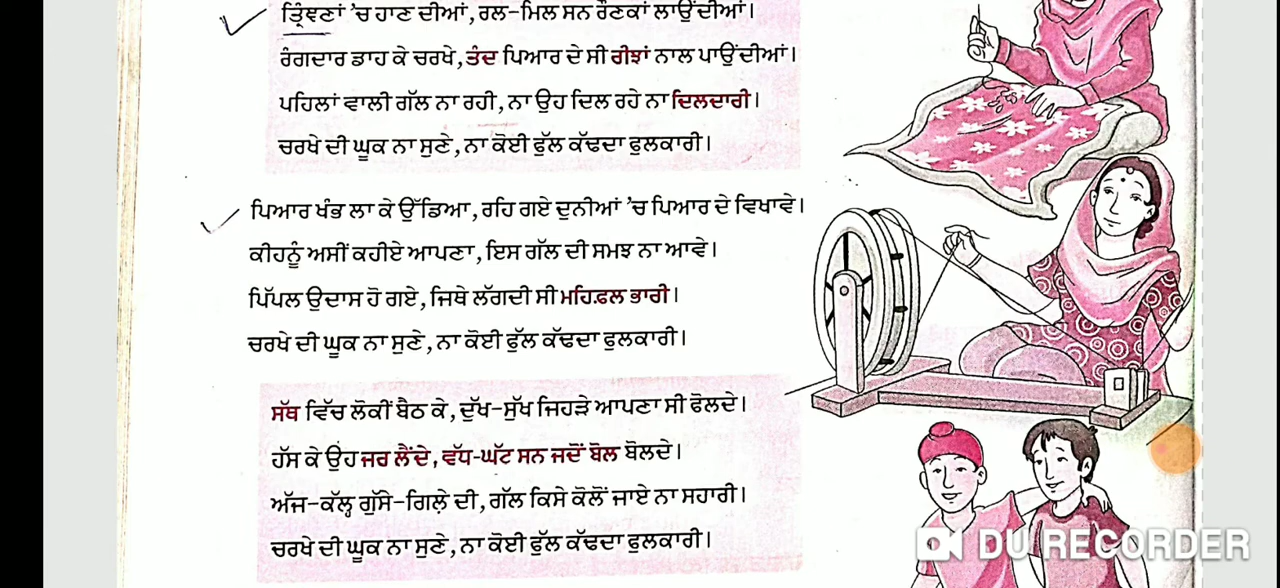 ਤ੍ਰਿੰਞਣਾਂ 'ਚ ਹਾਣ ਦੀਆਂ, ਰਲ-ਮਿਲ ਸਨ ਰੌਣਕਾਂ ਲਾਉਂਦੀਆਂ।
ਰੰਗਦਾਰ ਡਾਹ ਕੇ ਚਰਖੇ, ਤੰਦ ਪਿਆਰ ਦੇ ਸੀ ਰੀਝਾਂ ਨਾਲ ਪਾਉਂਦੀਆਂ।
ਪਹਿਲਾਂ ਵਾਲੀ ਗੱਲ ਨਾ ਰਹੀ, ਨਾ ਉਹ ਦਿਲ ਰਹੇ ਨਾ ਦਿਲਦਾਰੀ।
ਚਰਖੇ ਦੀ ਘੂਕ ਨਾ ਸੁਣੇ, ਨਾ ਕੋਈ ਫੁੱਲ ਕੱਢਦਾ ਫੁਲਕਾਰੀ।
ਪਿਆਰ ਖੰਭ ਲਾ ਕੇ ਉੱਡਿਆ, ਰਹਿ ਗਏ ਦੁਨੀਆਂ 'ਚ ਪਿਆਰ ਦੇ ਵਿਖਾਵੇ।
ਕੀਹਨੂੰ ਅਸੀਂ ਕਹੀਏ ਆਪਣਾ, ਇਸ ਗੱਲ ਦੀ ਸਮਝ ਨਾ ਆਵੇ।
ਪਿੱਪਲ ਉਦਾਸ ਹੋ ਗਏ, ਜਿਥੇ ਲੱਗਦੀ ਸੀ ਮਹਿਫ਼ਲ ਭਾਰੀ।
ਚਰਖੇ ਦੀ ਘੂਕ ਨਾ ਸੁਣੇ, ਨਾ ਕੋਈ ਫੁੱਲ ਕੱਢਦਾ ਫੁਲਕਾਰੀ।
ਸੱਥ ਵਿੱਚ ਲੋਕੀਂ ਬੈਠ ਕੇ, ਦੁੱਖ-ਸੁੱਖ ਜਿਹੜੇ ਆਪਣਾ ਸੀ ਫੋਲਦੇ।
ਹੱਸ ਕੇ ਉਹ ਜਰ ਲੈਂਦੇ, ਵੱਧ-ਘੱਟ ਸਨ ਜਦੋਂ ਬੋਲ ਬੋਲਦੇ।
ਅੱਜ-ਕੱਲ੍ਹ ਗੁੱਸੇ-ਗਿਲ਼ੇ ਦੀ, ਗੱਲ ਕਿਸੇ ਕੋਲੋਂ ਜਾਏ ਨਾ ਸਹਾਰੀ।
ਚਰਖੇ ਦੀ ਘੂਕ ਨਾ ਸੁਣੇ, ਨਾ ਕੋਈ ਫੁੱਲ ਕੱਢਦਾ ਫੁਲਕਾਰੀ।
DU RECORDER